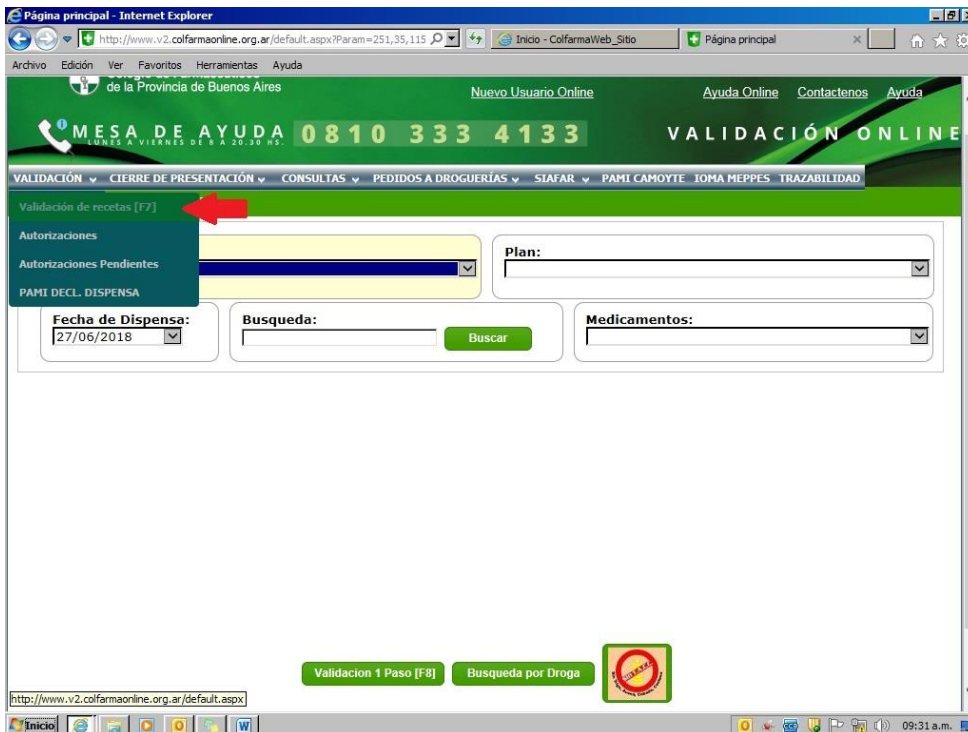 Página principal - Internet Explorer
http://www.v2.colfarmaonline.org.ar/default.aspx?Param=251,35,115
Inicio - ColfarmaWeb_Sitio
Página principal
Archivo Edición Ver Favoritos Herramientas Ayuda
de la Provincia de Buenos Aires
Nuevo Usuario Online
Ayuda Online
Contactenos
Ayuda
MESA DE AYUDA 0810 333 4133
LUNES A VIERNES DE 8 A 20.30 HS.
VALIDACIÓN ONLINE
VALIDACIÓN CIERRE DE PRESENTACIÓN CONSULTAS PEDIDOS A DROGUERÍAS SIAFAR PAMI CAMOYTE IOMA MEPPES TRAZABILIDAD
Validación de recetas [F7]
Autorizaciones
Autorizaciones Pendientes
PAMI DECL. DISPENSA
Plan:
Fecha de Dispensa:
27/06/2018
Busqueda:
Buscar
Medicamentos:
Validacion 1 Paso [F8]
Busqueda por Droga
http://www.v2.colfarmaonline.org.ar/default.aspx
Inicio
09:31 a.m.